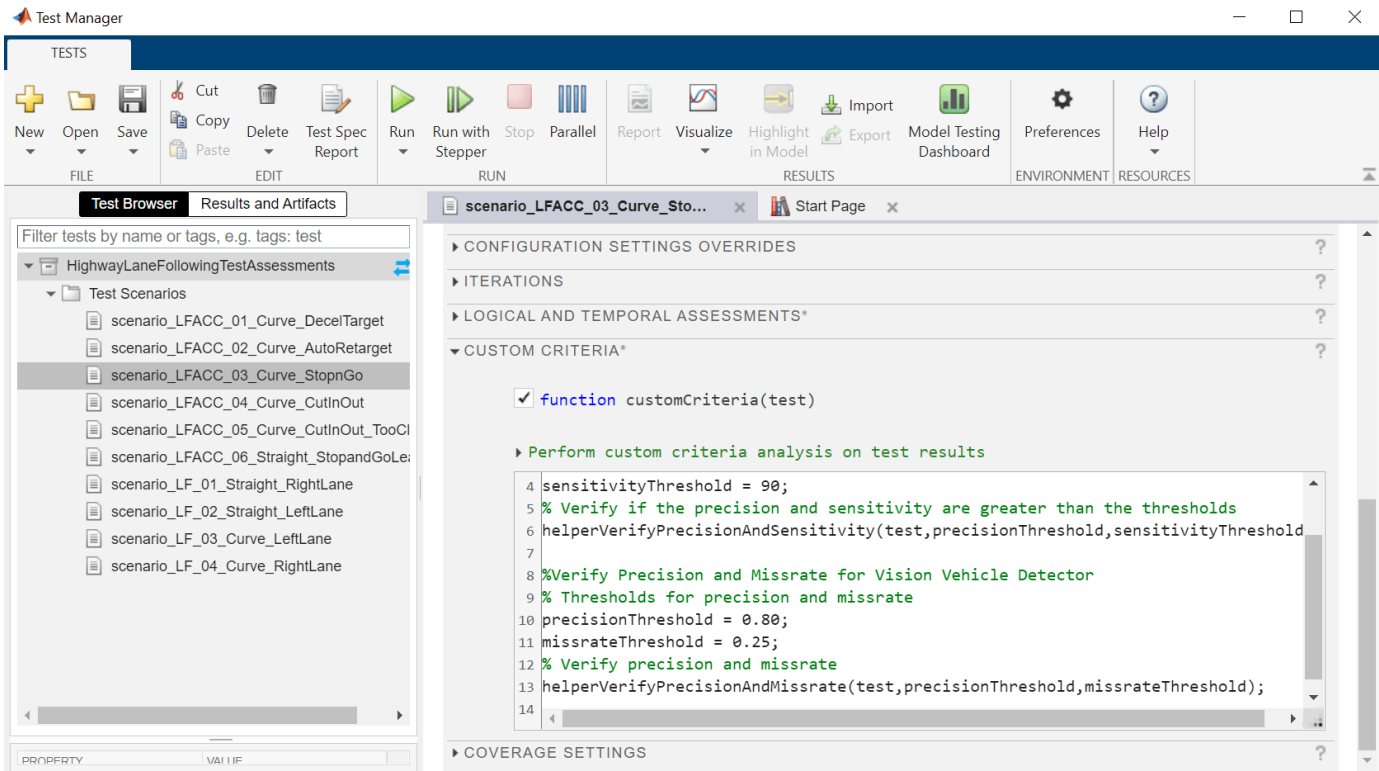 Test Manager
TESTS
New
Open
Save
FILE
Cut
Copy
Paste
Delete
Test Spec
Report
EDIT
Run
Run with
Stepper
Stop
Parallel
RUN
Report
Visualize
Highlight
in Model
Import
Export
Model Testing
Dashboard
RESULTS
Preferences
ENVIRONMENT
Help
RESOURCES
Test Browser
Results and Artifacts
Filter tests by name or tags, e.g. tags: test
HighwayLaneFollowingTestAssessments
Test Scenarios
scenario_LFACC_01_Curve_DecelTarget
scenario_LFACC_02_Curve_AutoRetarget
scenario_LFACC_03_Curve_StopnGo
scenario_LFACC_04_Curve_CutInOut
scenario_LFACC_05_Curve_CutInOut_TooCl
scenario_LFACC_06_Straight_StopandGoLea
scenario_LF_01_Straight_RightLane
scenario_LF_02_Straight_LeftLane
scenario_LF_03_Curve_LeftLane
scenario_LF_04_Curve_RightLane
PROPERTY
VALUE
scenario_LFACC_03_Curve_Sto...
Start Page
CONFIGURATION SETTINGS OVERRIDES ?
ITERATIONS ?
LOGICAL AND TEMPORAL ASSESSMENTS* ?
CUSTOM CRITERIA* ?
function customCriteria(test)
Perform custom criteria analysis on test results
4 sensitivityThreshold = 90;
5 % Verify if the precision and sensitivity are greater than the thresholds
6 helperVerifyPrecisionAndSensitivity(test,precisionThreshold,sensitivityThreshold
7
8 %Verify Precision and Missrate for Vision Vehicle Detector
9 % Thresholds for precision and missrate
10 precisionThreshold = 0.80;
11 missrateThreshold = 0.25;
12 % Verify precision and missrate
13 helperVerifyPrecisionAndMissrate(test,precisionThreshold,missrateThreshold);
14
COVERAGE SETTINGS ?